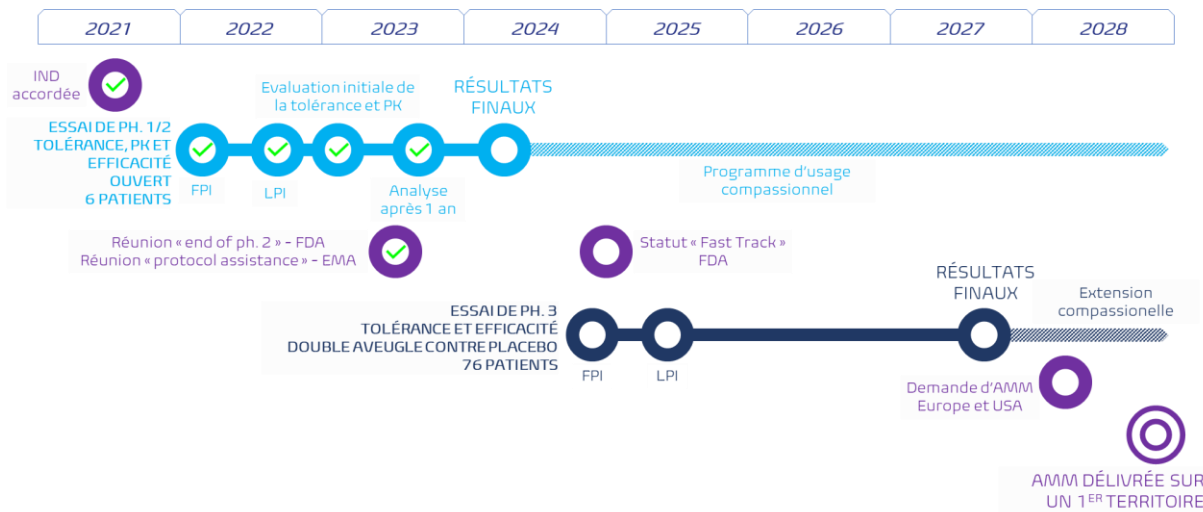 2021 2022 2023 2024 2025 2026 2027 2028
IND
accordée
Evaluation initiale de
la tolérance et PK
RÉSULTATS
FINAUX
ESSAI DE PH. 1/2
TOLÉRANCE, PK ET
EFFICACITÉ
OUVERT
6 PATIENTS
FPI
LPI
Analyse
après 1 an
Programme d'usage
compassionnel
Réunion « end of ph. 2 » - FDA
Réunion « protocol assistance » - EMA
Statut « Fast Track »
FDA
ESSAI DE PH. 3
TOLÉRANCE ET EFFICACITÉ
DOUBLE AVEUGLE CONTRE PLACEBO
76 PATIENTS
FPI
LPI
RÉSULTATS
FINAUX
Extension
compassionelle
Demande d'AMM
Europe et USA
AMM DÉLIVRÉE SUR
UN 1ER TERRITOIRE